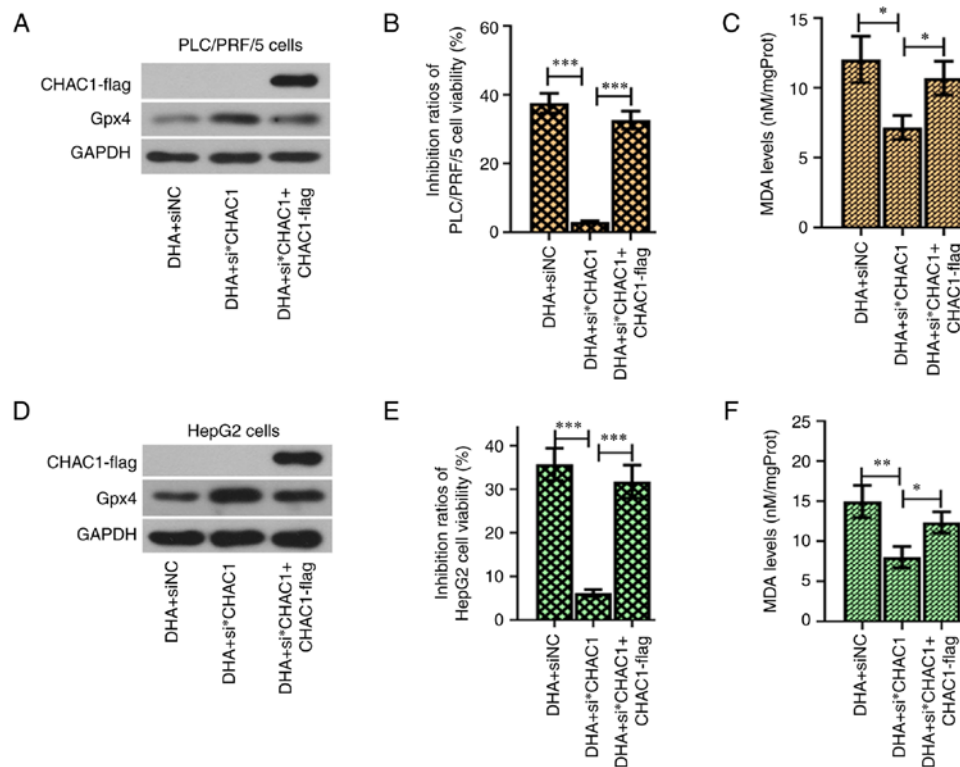 A
PLC/PRF/5 cells
CHAC1-flag
Gpx4
GAPDH
DHA+siNC
DHA+si*CHAC1
DHA+si*CHAC1+
CHAC1-flag
B
Inhibition ratios of
PLC/PRF/5 cell viability (%)
60
40
20
0
***
***
DHA+siNC
DHA+si*CHAC1
DHA+si*CHAC1+
CHAC1-flag
C
MDA levels (nM/mgProt)
15
10
5
0
*
*
DHA+siNC
DHA+si*CHAC1
DHA+si*CHAC1+
CHAC1-flag
D
HepG2 cells
CHAC1-flag
Gpx4
GAPDH
DHA+siNC
DHA+si*CHAC1
DHA+si*CHAC1+
CHAC1-flag
E
Inhibition ratios of
HepG2 cell viability (%)
40
30
20
10
0
***
***
DHA+siNC
DHA+si*CHAC1
DHA+si*CHAC1+
CHAC1-flag
F
MDA levels (nM/mgProt)
25
20
15
10
5
0
**
*
DHA+siNC
DHA+si*CHAC1
DHA+si*CHAC1+
CHAC1-flag